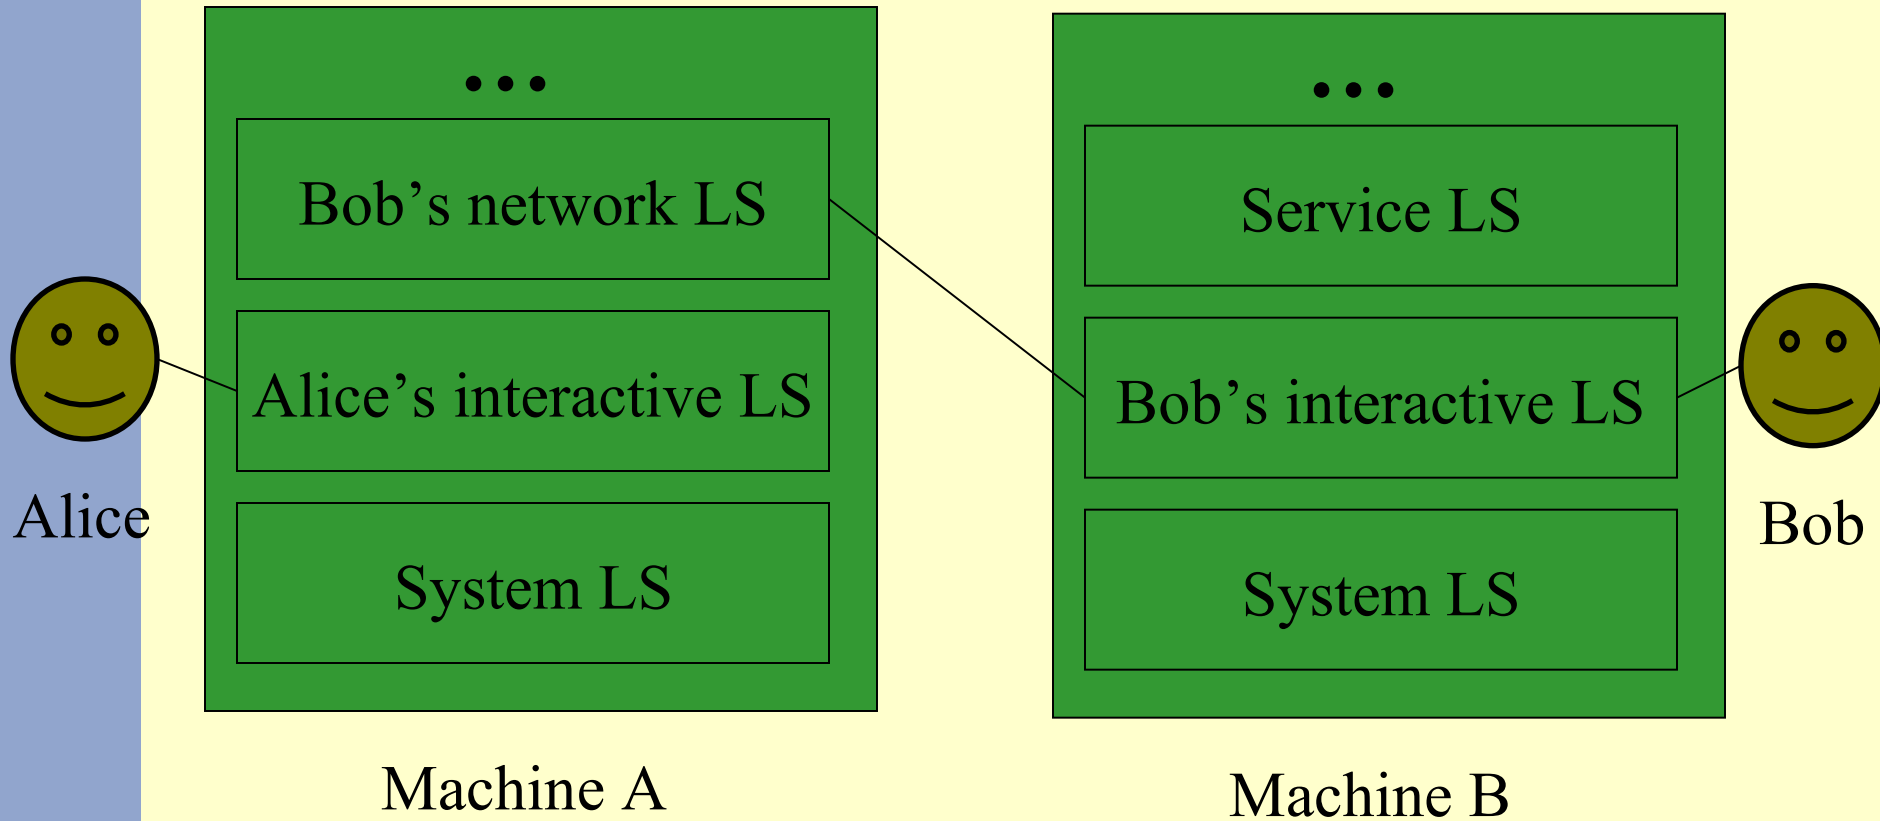 ...
Bob’s network LS
Alice’s interactive LS
System LS
Machine A
Alice
...
Service LS
Bob’s interactive LS
System LS
Machine B
Bob